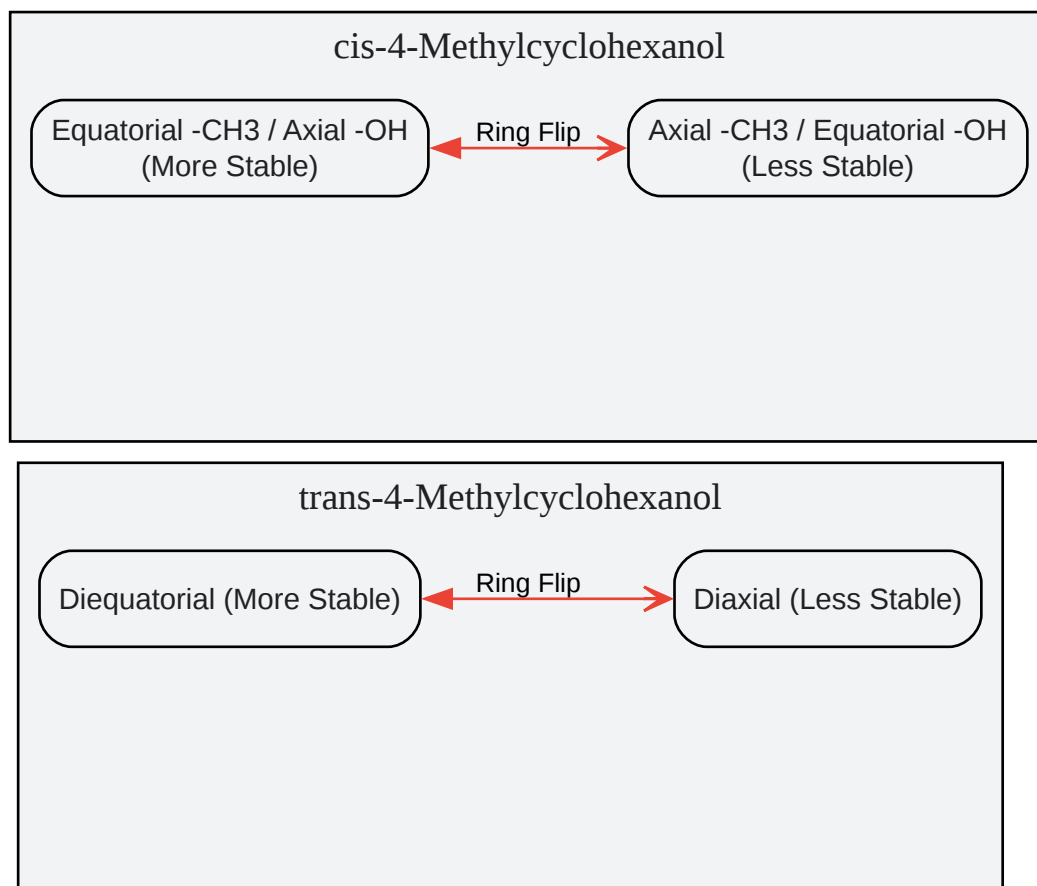 cis-4-Methylcyclohexanol
Equatorial -CH3 / Axial -OH
(More Stable)
Ring Flip
Axial -CH3 / Equatorial -OH
(Less Stable)
trans-4-Methylcyclohexanol
Diequatorial (More Stable)
Ring Flip
Diaxial (Less Stable)